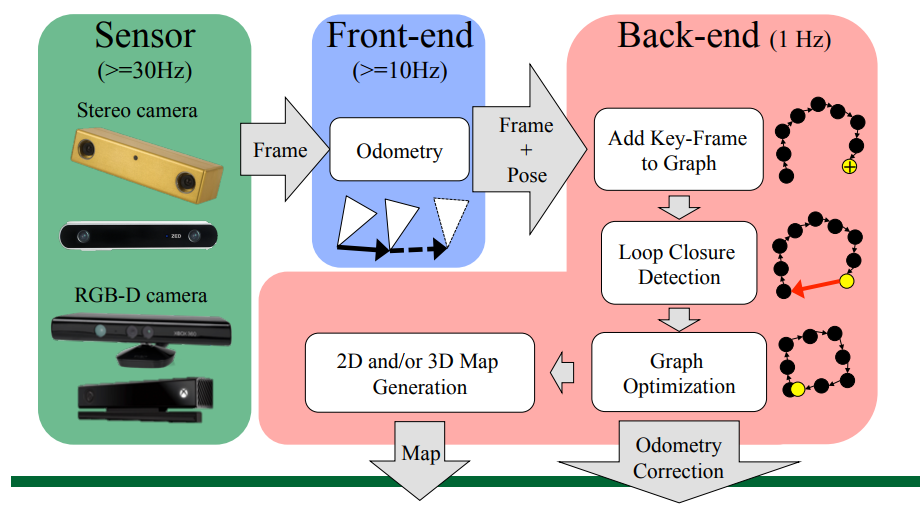 Sensor
(>=30Hz)
Stereo camera
ZED
RGB-D camera
XBOX 360
Frame
Front-end
(>=10Hz)
Odometry
Frame
+
Pose
Back-end (1 Hz)
Add Key-Frame
to Graph
Loop Closure
Detection
Graph
Optimization
2D and/or 3D Map
Generation
Map
Odometry
Correction